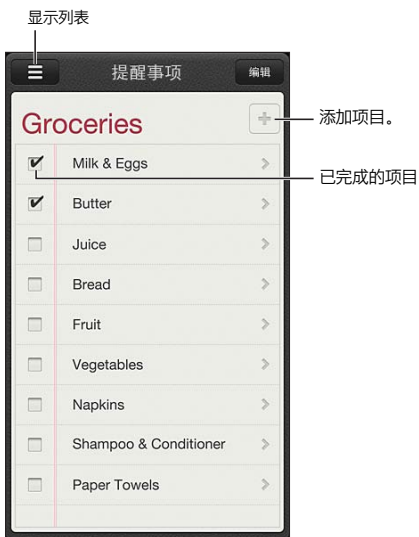 显示列表
提醒事项
编辑
Groceries
添加项目。
Milk & Eggs
已完成的项目
Butter
Juice
Bread
Fruit
Vegetables
Napkins
Shampoo & Conditioner
Paper Towels